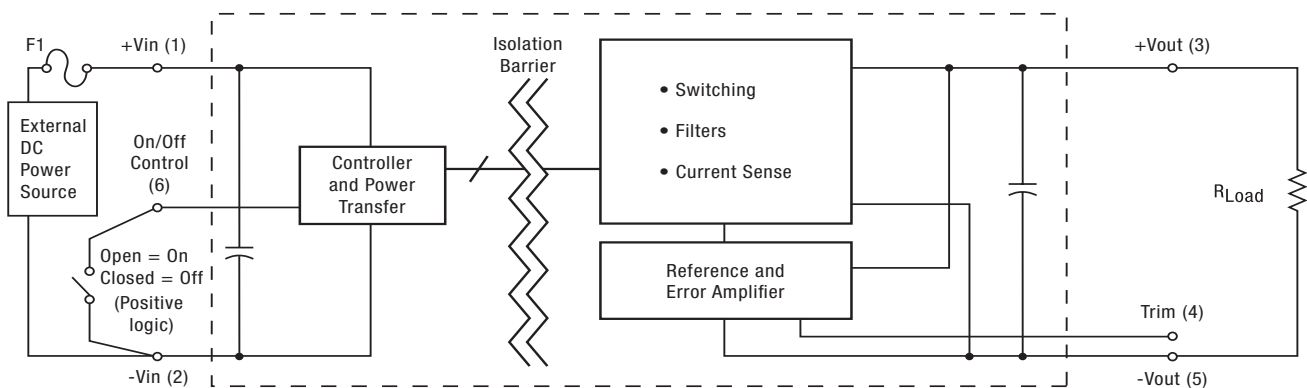 F1
+Vin (1)
External
DC
Power
Source
On/Off
Control
(6)
Open = On
Closed = Off
(Positive
logic)
-Vin (2)
Controller
and Power
Transfer
Isolation
Barrier
• Switching
• Filters
• Current Sense
Reference and
Error Amplifier
+Vout (3)
RLoad
Trim (4)
-Vout (5)